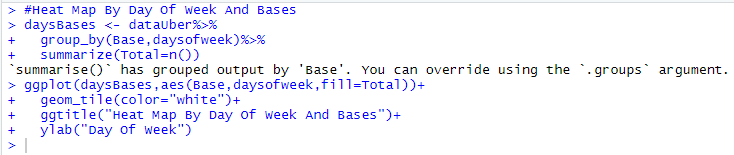 > #Heat Map By Day Of Week And Bases
> daysBases <- dataUber%>%
+   group_by(Base,daysofweek)%>%
+   summarize(Total=n())
`summarise()` has grouped output by 'Base'. You can override using the `.groups` argument.
> ggplot(daysBases,aes(Base,daysofweek,fill=Total))+
+   geom_tile(color="white")+
+   ggtitle("Heat Map By Day Of Week And Bases")+
+   ylab("Day Of Week")
>